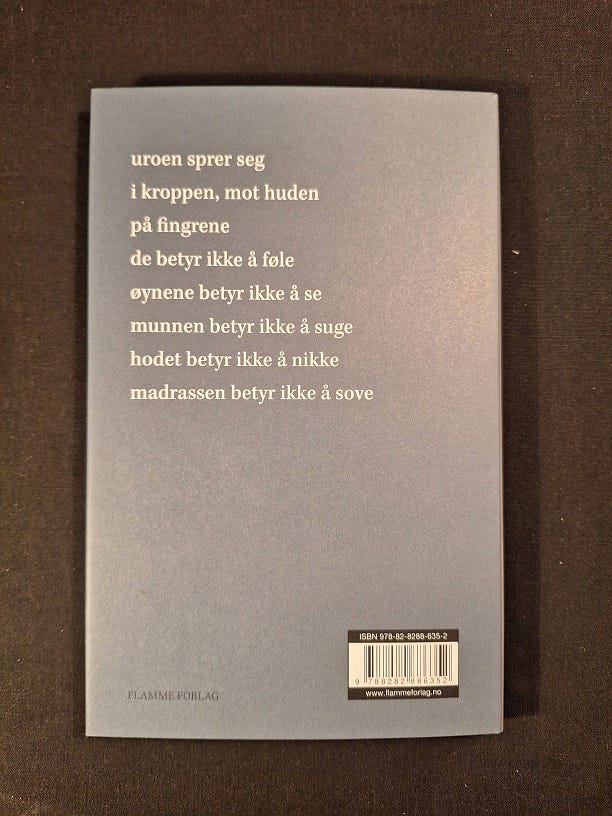 uroen sprer seg
i kroppen, mot huden
på fingrene
de betyr ikke å føle
øynene betyr ikke å se
munnen betyr ikke å suge
hodet betyr ikke å nikke
madrassen betyr ikke å sove
ISBN 978-82-8288-635-2
9 788282 886352
www.flammeforlag.no
FLAMME FORLAG